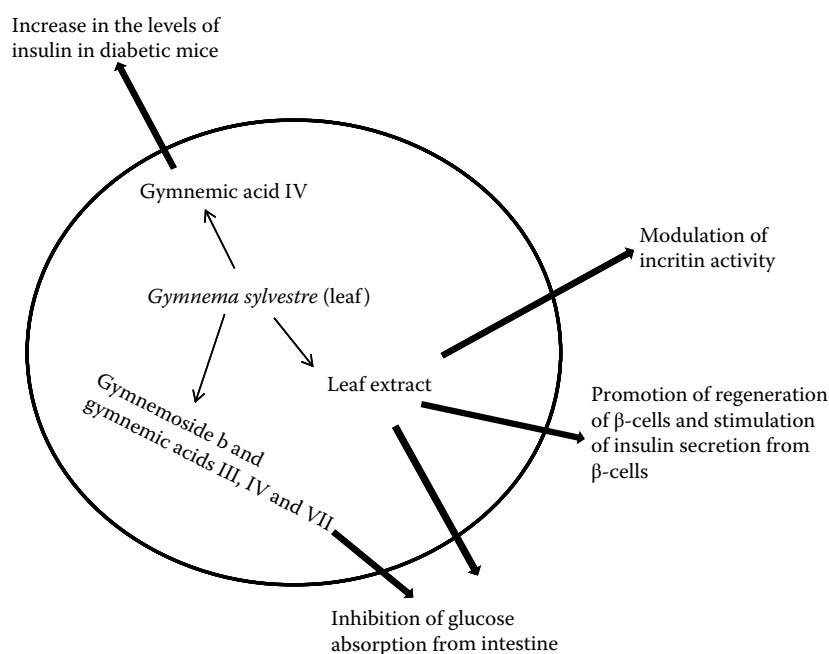 Increase in the levels of
insulin in diabetic mice
Gymnemic acid IV
Modulation of
incritin activity
Gymnema sylvestre (leaf)
Leaf extract
Gymnemoside b and
gymnemic acids III, IV and VII
Promotion of regeneration
of β-cells and stimulation
of insulin secretion from
β-cells
Inhibition of glucose
absorption from intestine